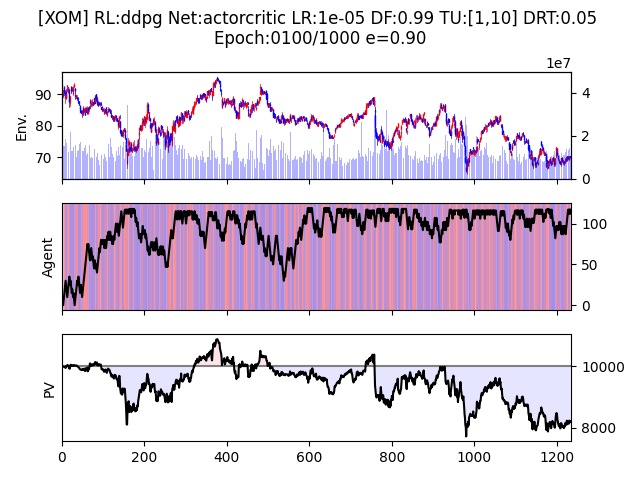 [XOM] RL:ddpg Net:actorcritic LR:1e-05 DF:0.99 TU:[1,10] DRT:0.05
Epoch:0100/1000 e=0.90
1e7
90
80
70
Env.
4
2
0
Agent
100
50
0
PV
10000
8000
0 200 400 600 800 1000 1200